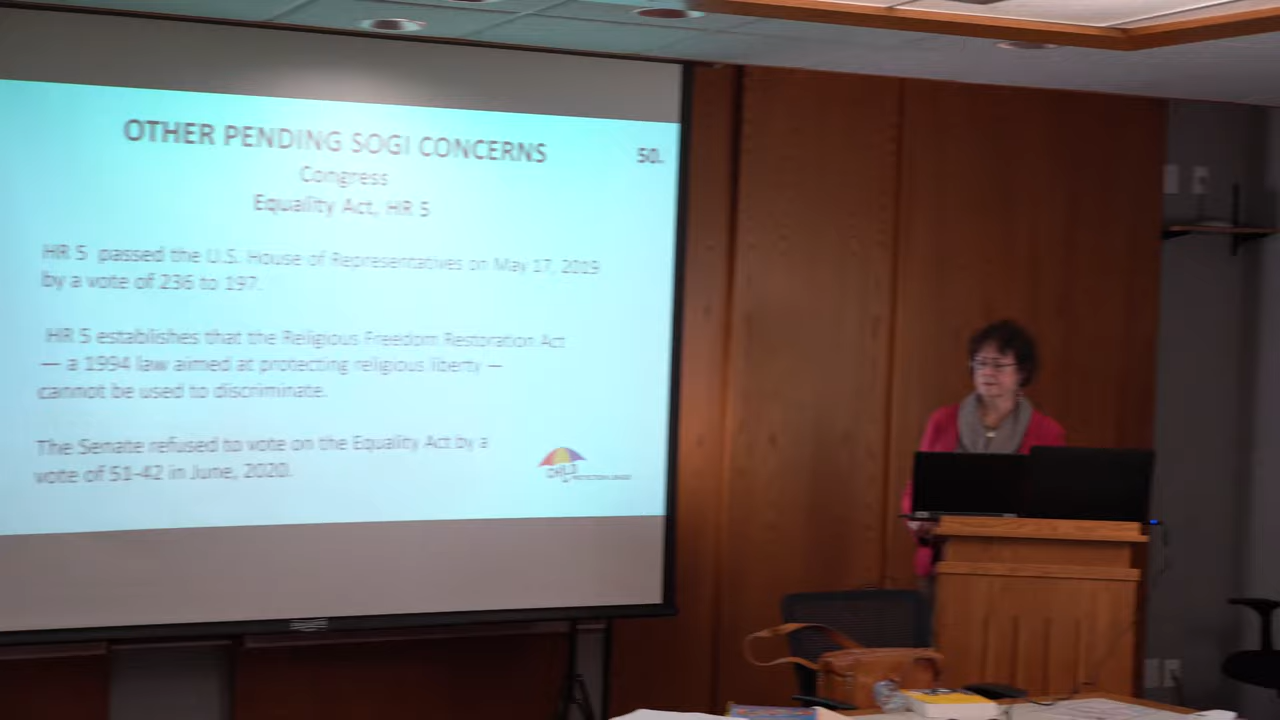 OTHER PENDING SOGI CONCERNS
50.
Congress
Equality Act, HR 5
HR 5 passed the U.S. House of Representatives on May 17, 2019
by a vote of 236 to 197.
HR 5 establishes that the Religious Freedom Restoration Act
— a 1994 law aimed at protecting religious liberty —
cannot be used to discriminate.
The Senate refused to vote on the Equality Act by a
vote of 51-42 in June, 2020.
CHILD
PROTECTION LEAGUE